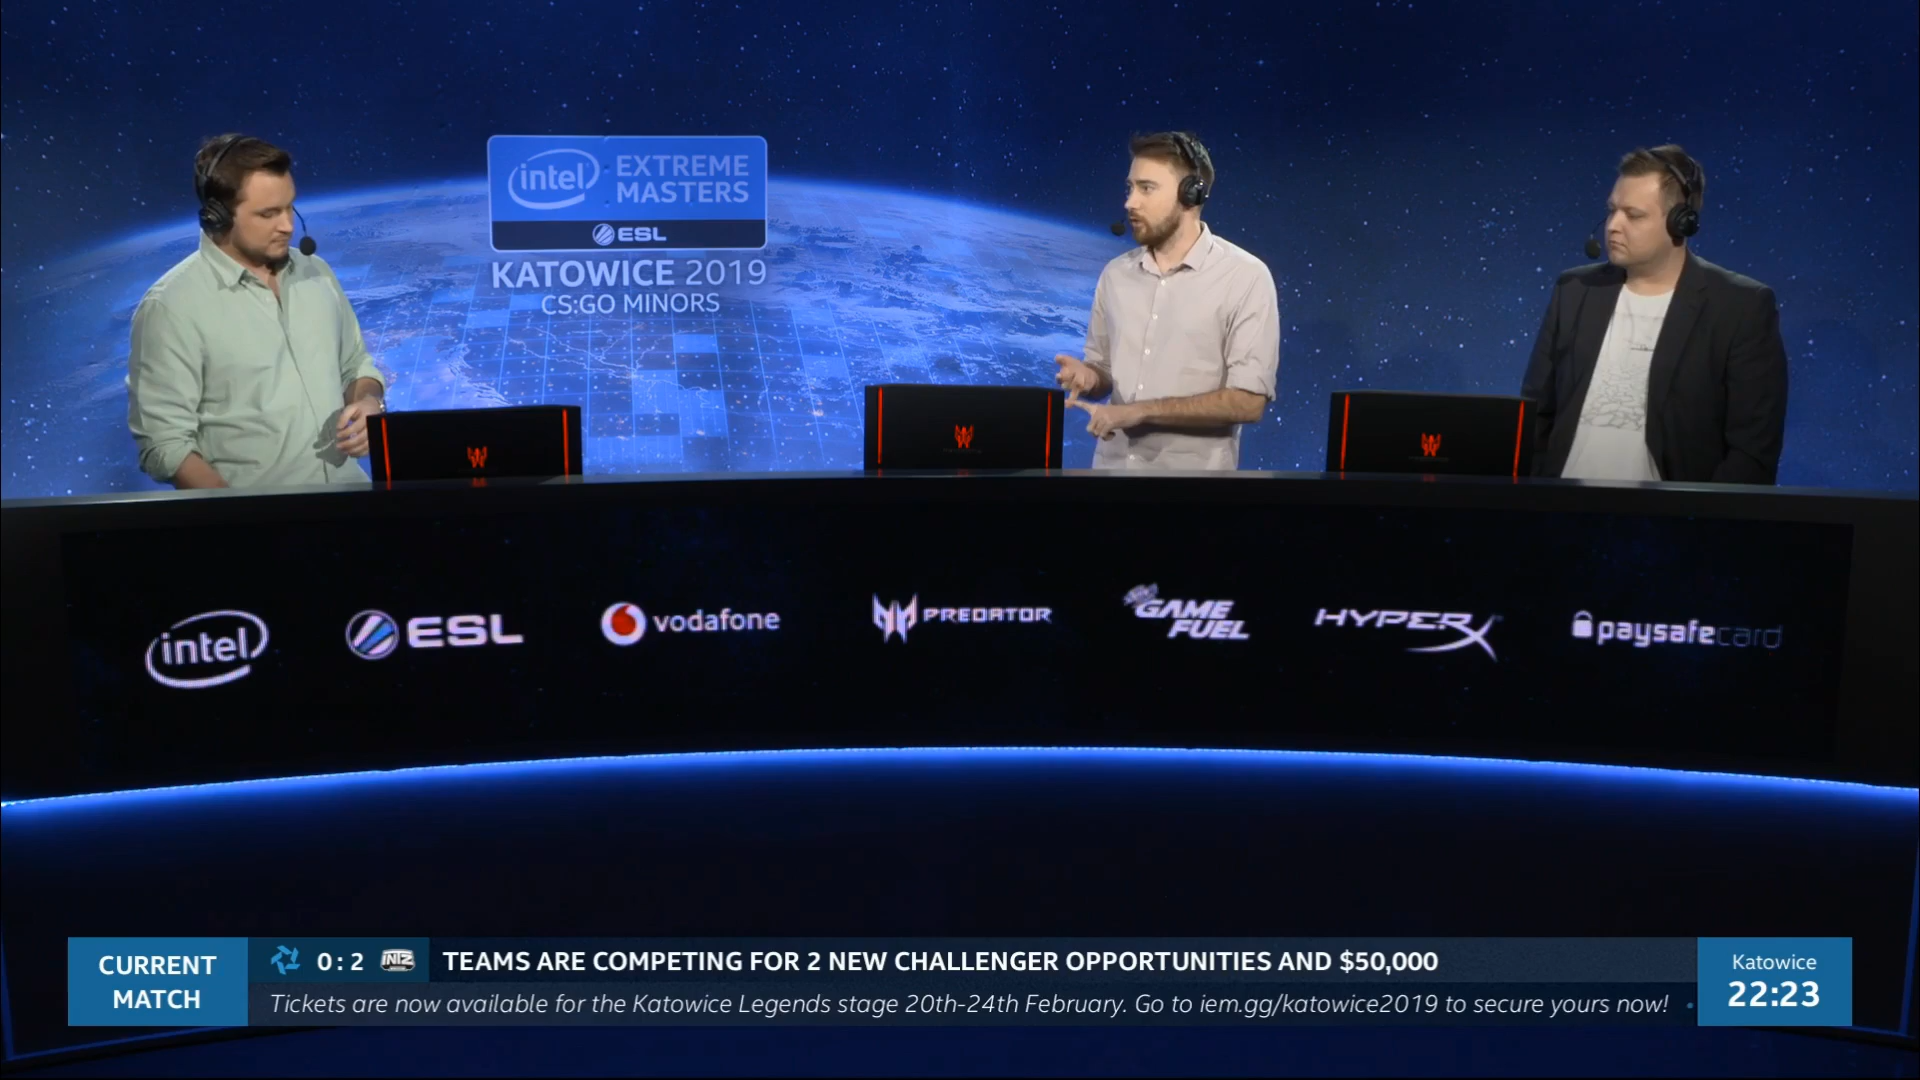 intel
EXTREME
MASTERS
ESL
KATOWICE 2019
CS:GO MINORS
intel
ESL
vodafone
PREDATOR
GAME
FUEL
HYPERX
paysafecard
CURRENT
MATCH
0:2 INTZ
TEAMS ARE COMPETING FOR 2 NEW CHALLENGER OPPORTUNITIES AND $50,000
Tickets are now available for the Katowice Legends stage 20th-24th February. Go to iem.gg/katowice2019 to secure yours now!
Katowice
22:23